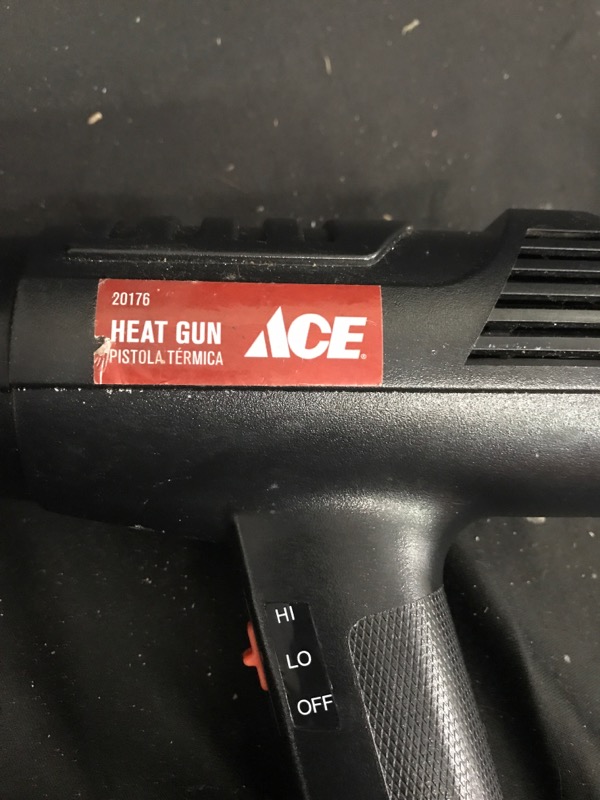 20176
HEAT GUN
PISTOLA TÉRMICA
ACE
HI
LO
OFF